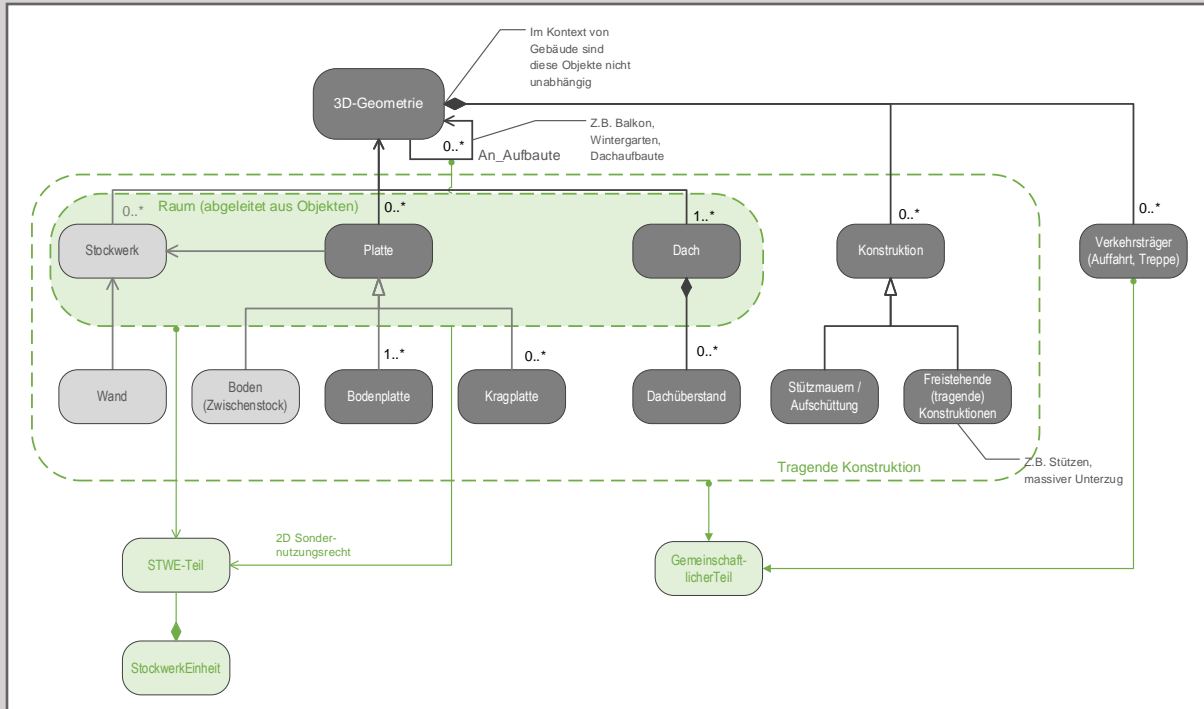 Im Kontext von
Gebäude sind
diese Objekte nicht
unabhängig
3D-Geometrie
0..*
An_Aufbaute
Z.B. Balkon,
Wintergarten,
Dachaufbaute
Raum (abgeleitet aus Objekten)
0..*
0..*
1..*
0..*
0..*
Stockwerk
Platte
Dach
Konstruktion
Verkehrsträger
(Auffahrt, Treppe)
1..*
0..*
0..*
Wand
Boden
(Zwischenstock)
Bodenplatte
Kragplatte
Dachüberstand
Stützmauern /
Aufschüttung
Freistehende
(tragende)
Konstruktionen
Tragende Konstruktion
Z.B. Stützen,
massiver Unterzug
2D Sonder-
nutzungsrecht
STWE-Teil
Gemeinschaft-
licherTeil
StockwerkEinheit